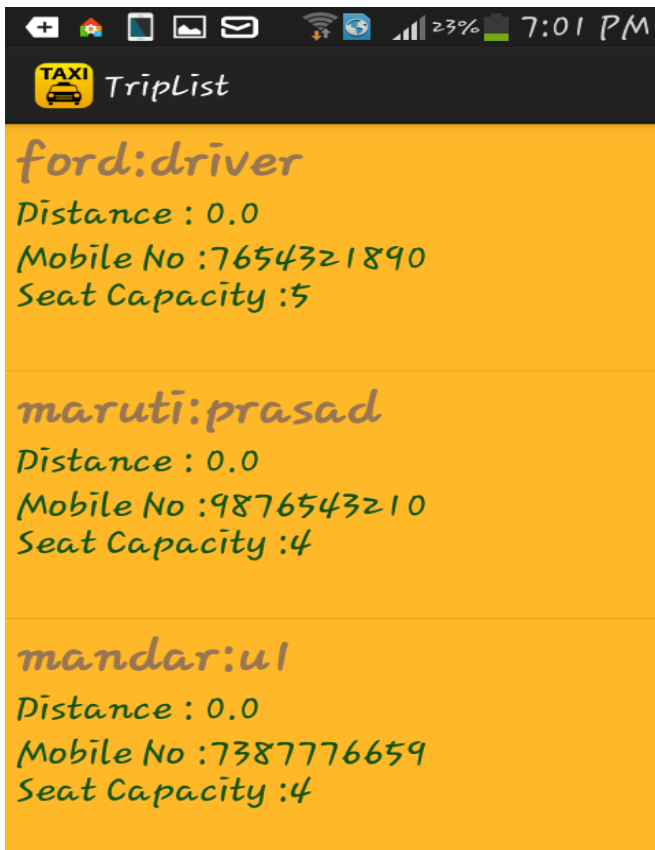 23% 7:01 PM
TAXI TripList
ford:driver
Distance : 0.0
Mobile No :7654321890
Seat Capacity :5
maruti:prasad
Distance : 0.0
Mobile No :9876543210
Seat Capacity :4
mandar:u1
Distance : 0.0
Mobile No :7387776659
Seat Capacity :4